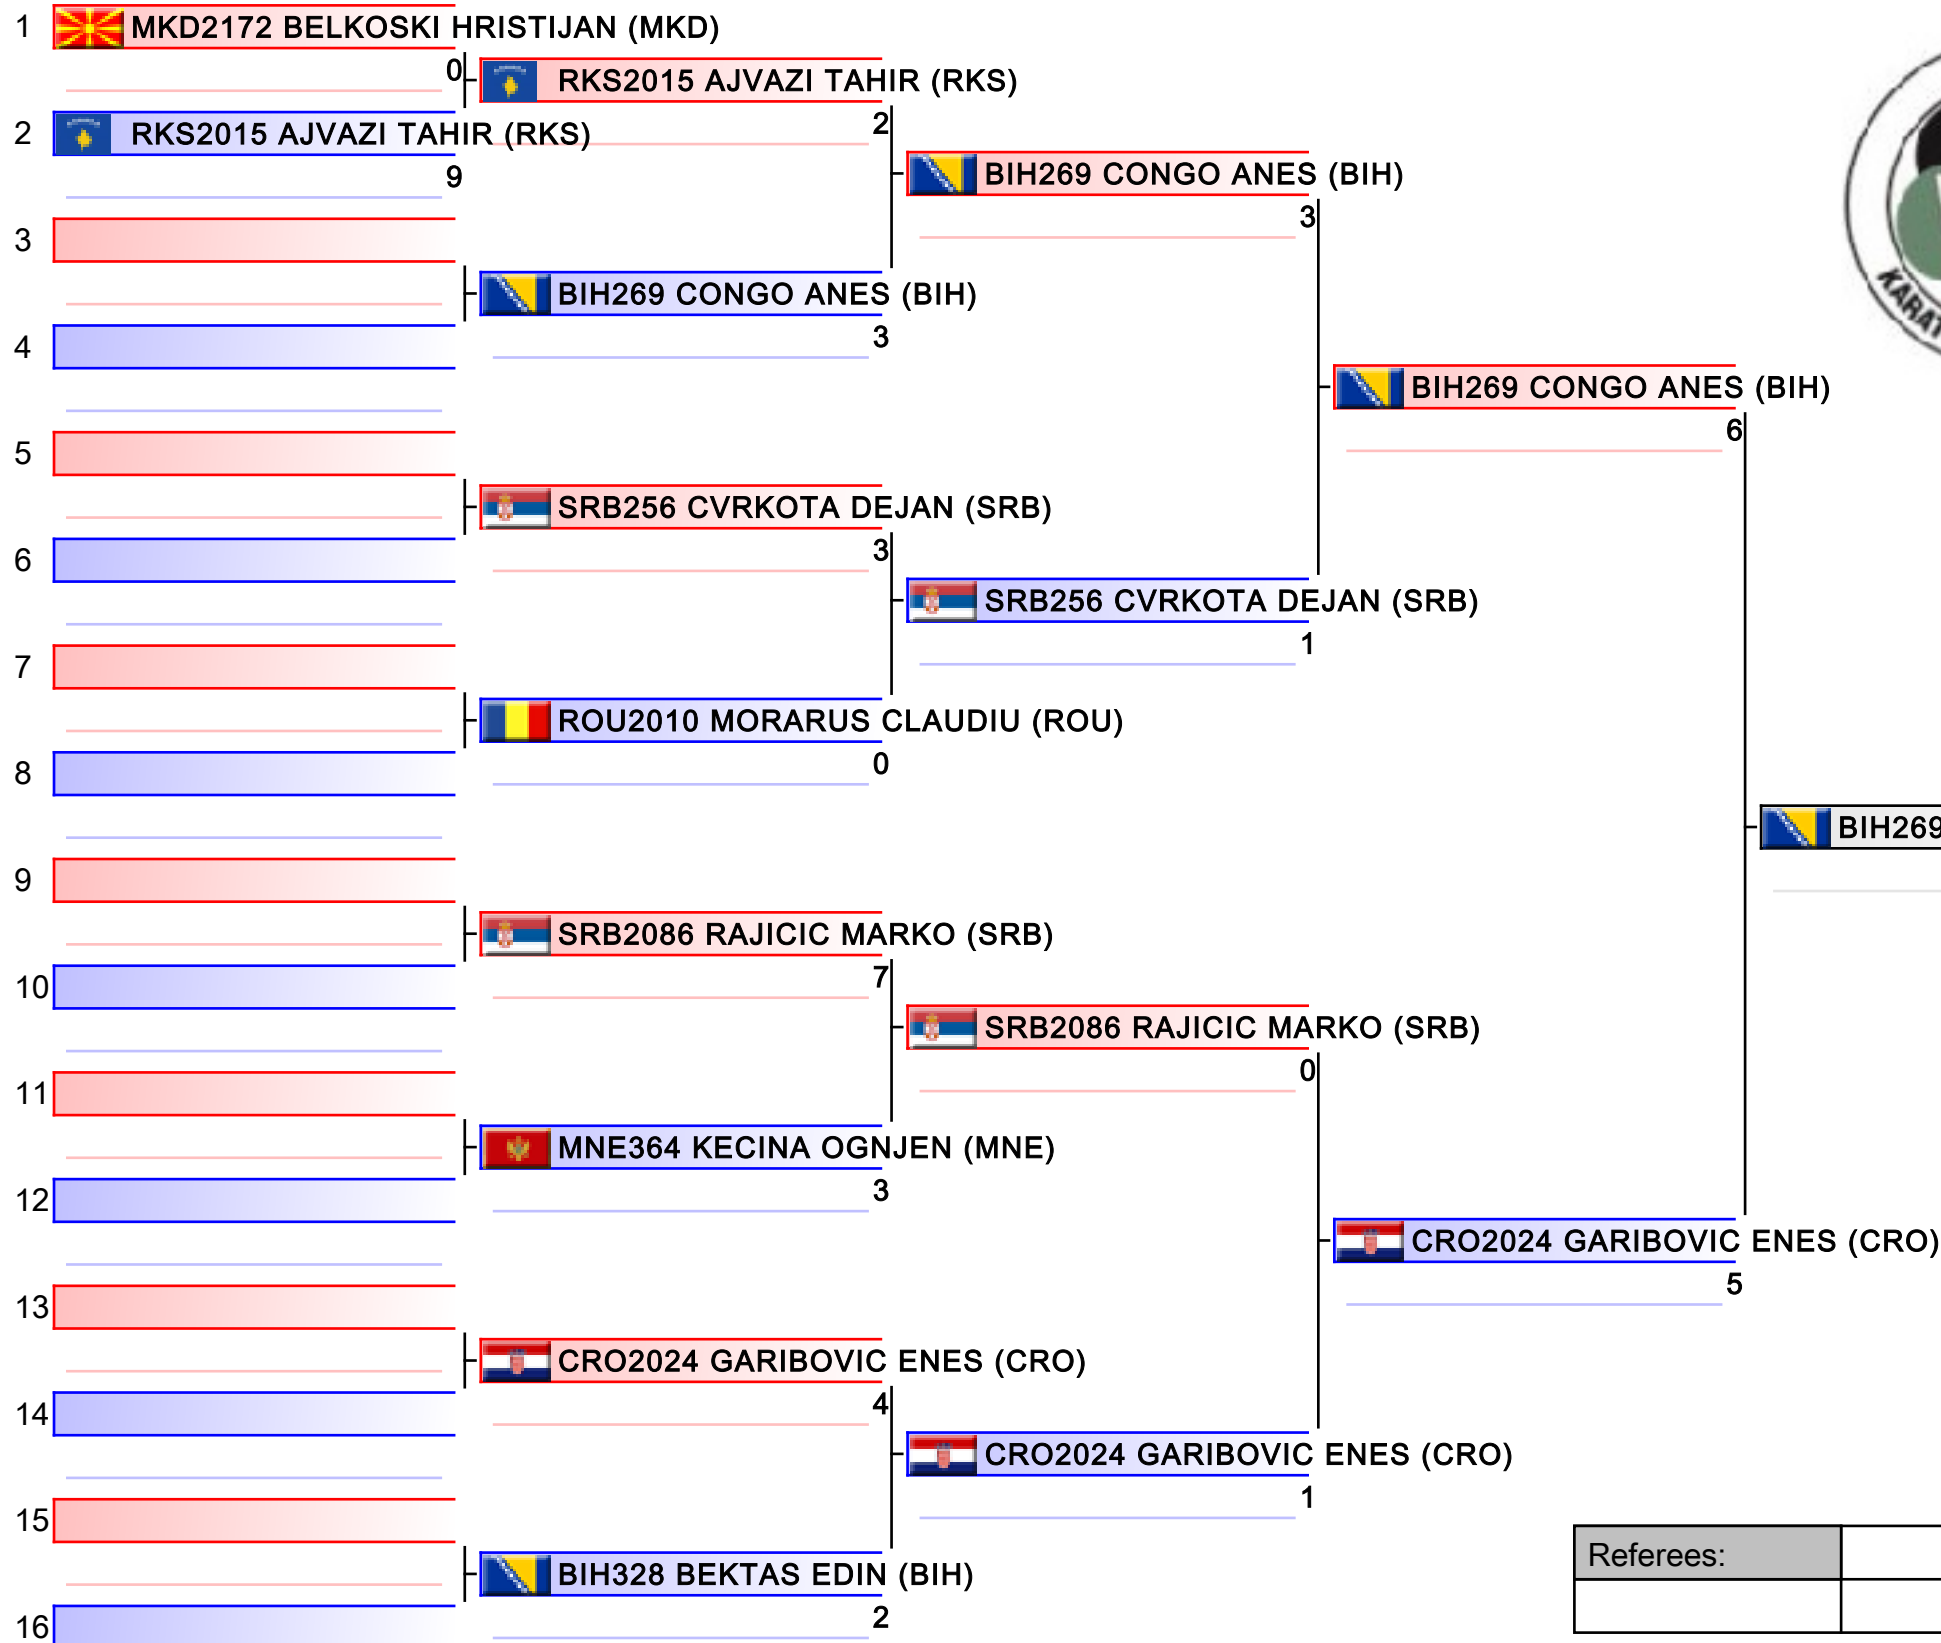 1 MKD2172 BELKOSKI HRISTIJAN (MKD)
0 RKS2015 AJVAZI TAHIR (RKS)
2 RKS2015 AJVAZI TAHIR (RKS)
2
9
BIH269 CONGO ANES (BIH)
3
3
BIH269 CONGO ANES (BIH)
3
4
BIH269 CONGO ANES (BIH)
6
5
SRB256 CVRKOTA DEJAN (SRB)
3
6
SRB256 CVRKOTA DEJAN (SRB)
1
7
ROU2010 MORARUS CLAUDIU (ROU)
0
8
BIH269
9
SRB2086 RAJICIC MARKO (SRB)
7
10
SRB2086 RAJICIC MARKO (SRB)
0
11
MNE364 KECINA OGNJEN (MNE)
3
12
CRO2024 GARIBOVIC ENES (CRO)
5
13
CRO2024 GARIBOVIC ENES (CRO)
4
14
CRO2024 GARIBOVIC ENES (CRO)
1
15
BIH328 BEKTAS EDIN (BIH)
2
16
Referees: